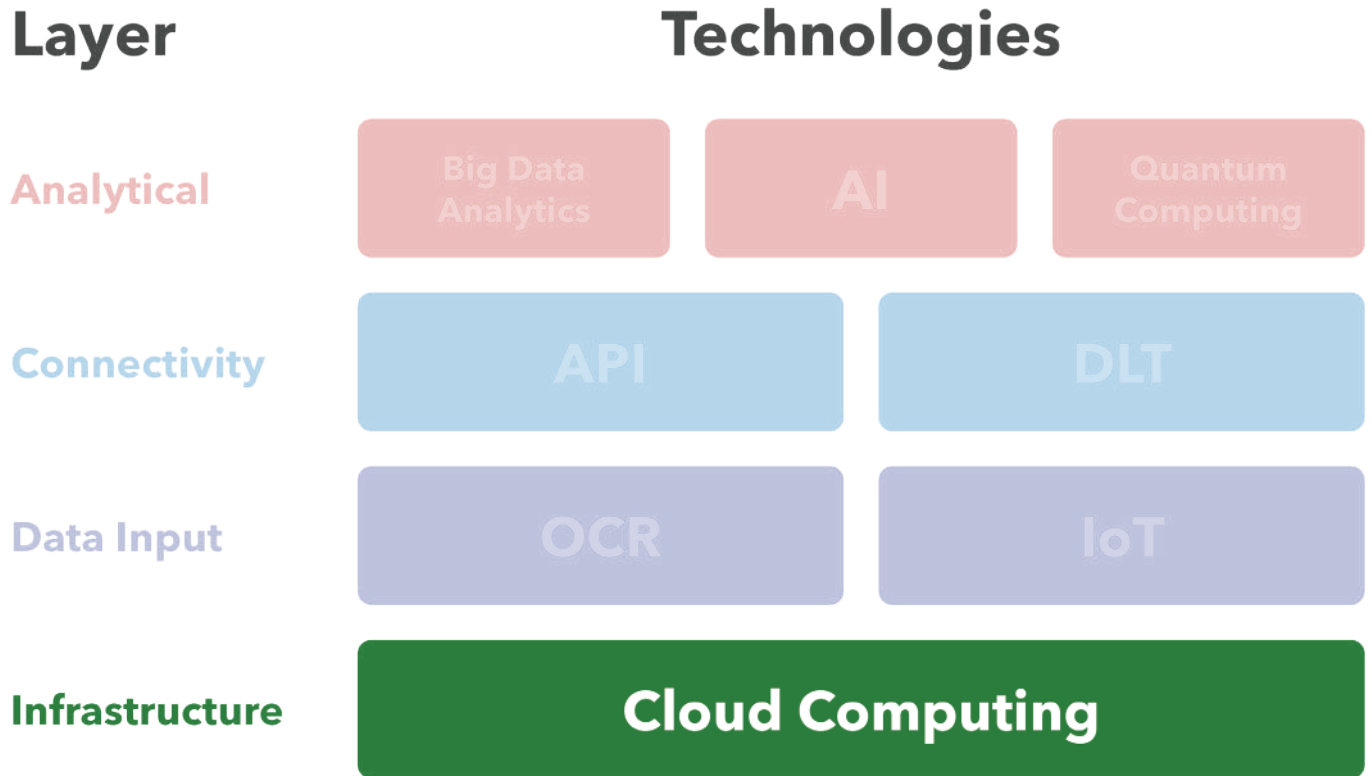 Layer
Technologies
Analytical
Big Data
Analytics
AI
Quantum
Computing
Connectivity
API
DLT
Data Input
OCR
IoT
Infrastructure
Cloud Computing